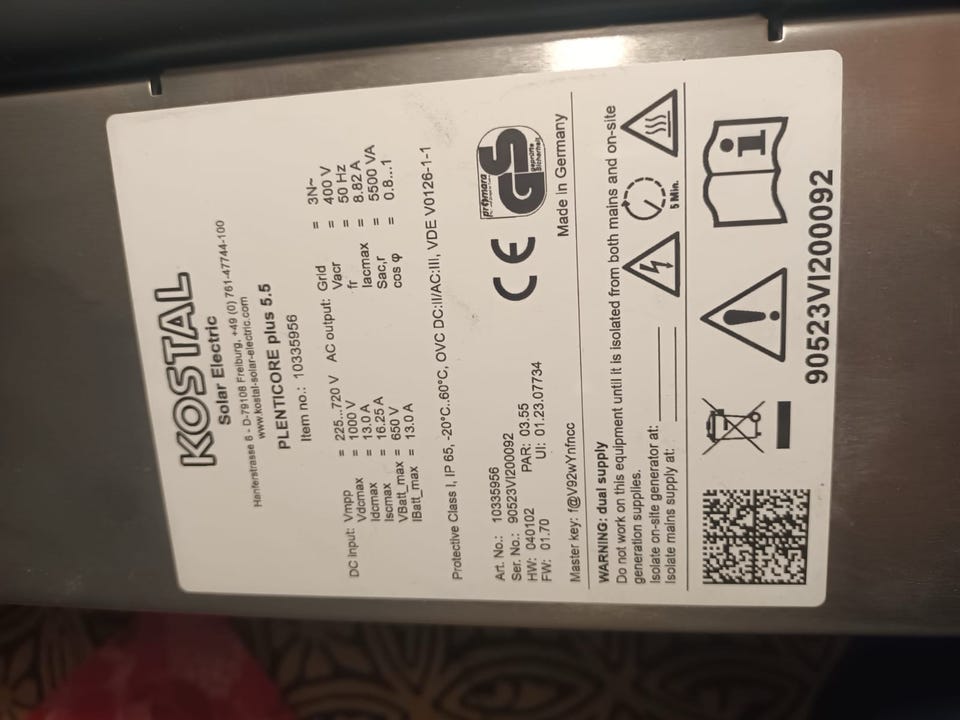 KOSTAL
Solar Electric
Hanferstrasse 6 - D-79108 Freiburg, +49 (0) 761-47744-100
www.kostal-solar-electric.com
PLENTICORE plus 5.5
Item no.: 10335956
DC Input: Vmpp = 225...720 V AC output: Grid = 3N~
Vdcmax = 1000 V Vacr = 400 V
Idcmax = 13.0 A fr = 50 Hz
Iscmax = 16.25 A Iacmax = 8.82 A
VBatt_max = 650 V Sac,r = 5500 VA
IBatt_max = 13.0 A cos φ = 0.8...1
Protective Class I, IP 65, -20°C..60°C, OVC DC:II/AC:III, VDE V0126-1-1
Art. No.: 10335956
Ser. No.: 90523VI200092
HW: 040102 PAR: 03.55
FW: 01.70 UI: 01.23.07734
CE
promara
GS
geprüfte
Sicherheit
Master key: f@V92wYnfncc Made in Germany
WARNING: dual supply
Do not work on this equipment until it is isolated from both mains and on-site
generation supplies.
Isolate on-site generator at:
Isolate mains supply at:
5 Min.
i
90523VI200092